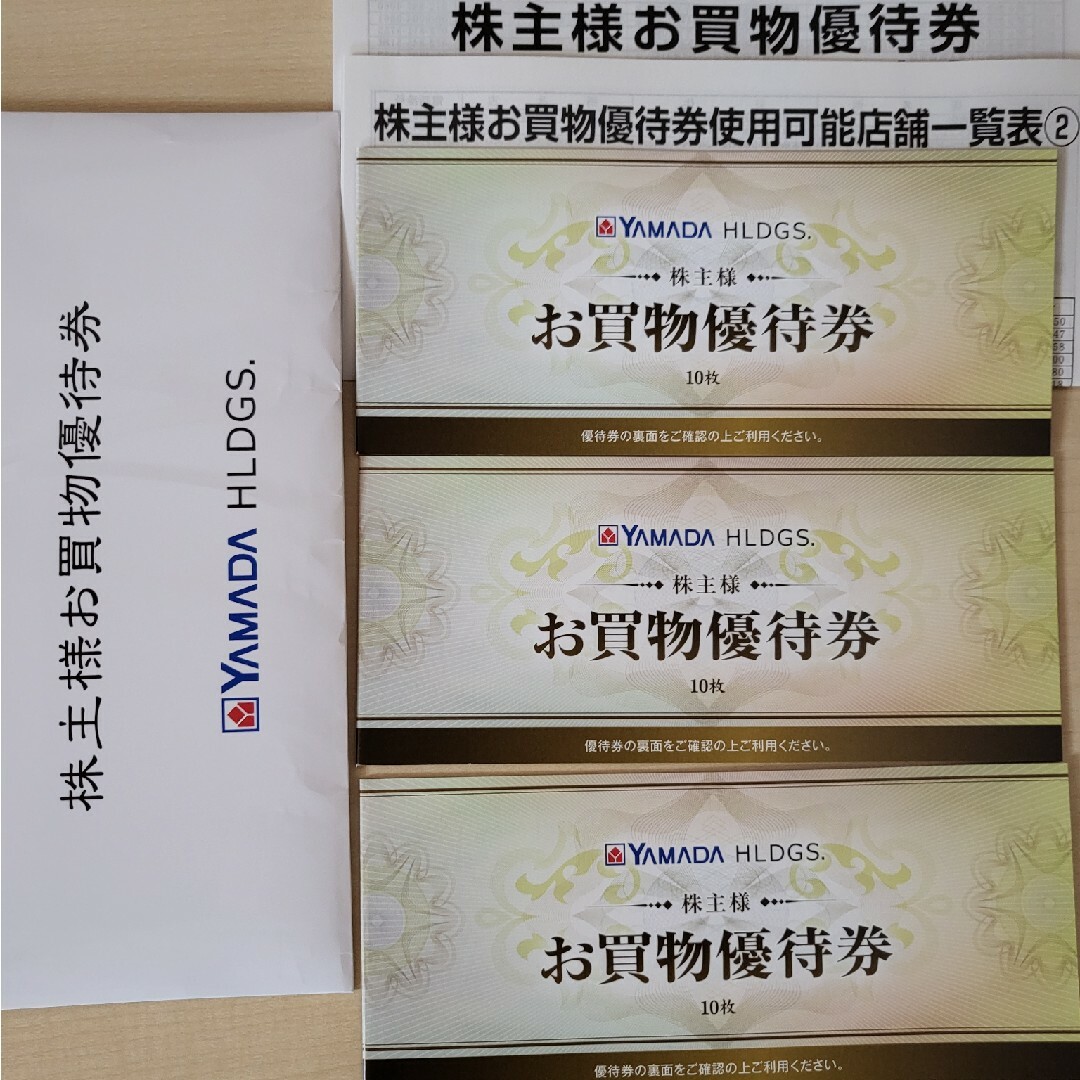 株主様お買物優待券
株主様お買物優待券使用可能店舗一覧表②
株主様お買物優待券
YAMADA HLDGS.
YAMADA HLDGS.
株主様
お買物優待券
10枚
優待券の裏面をご確認の上ご利用ください。
YAMADA HLDGS.
株主様
お買物優待券
10枚
優待券の裏面をご確認の上ご利用ください。
YAMADA HLDGS.
株主様
お買物優待券
10枚
優待券の裏面をご確認の上ご利用ください。